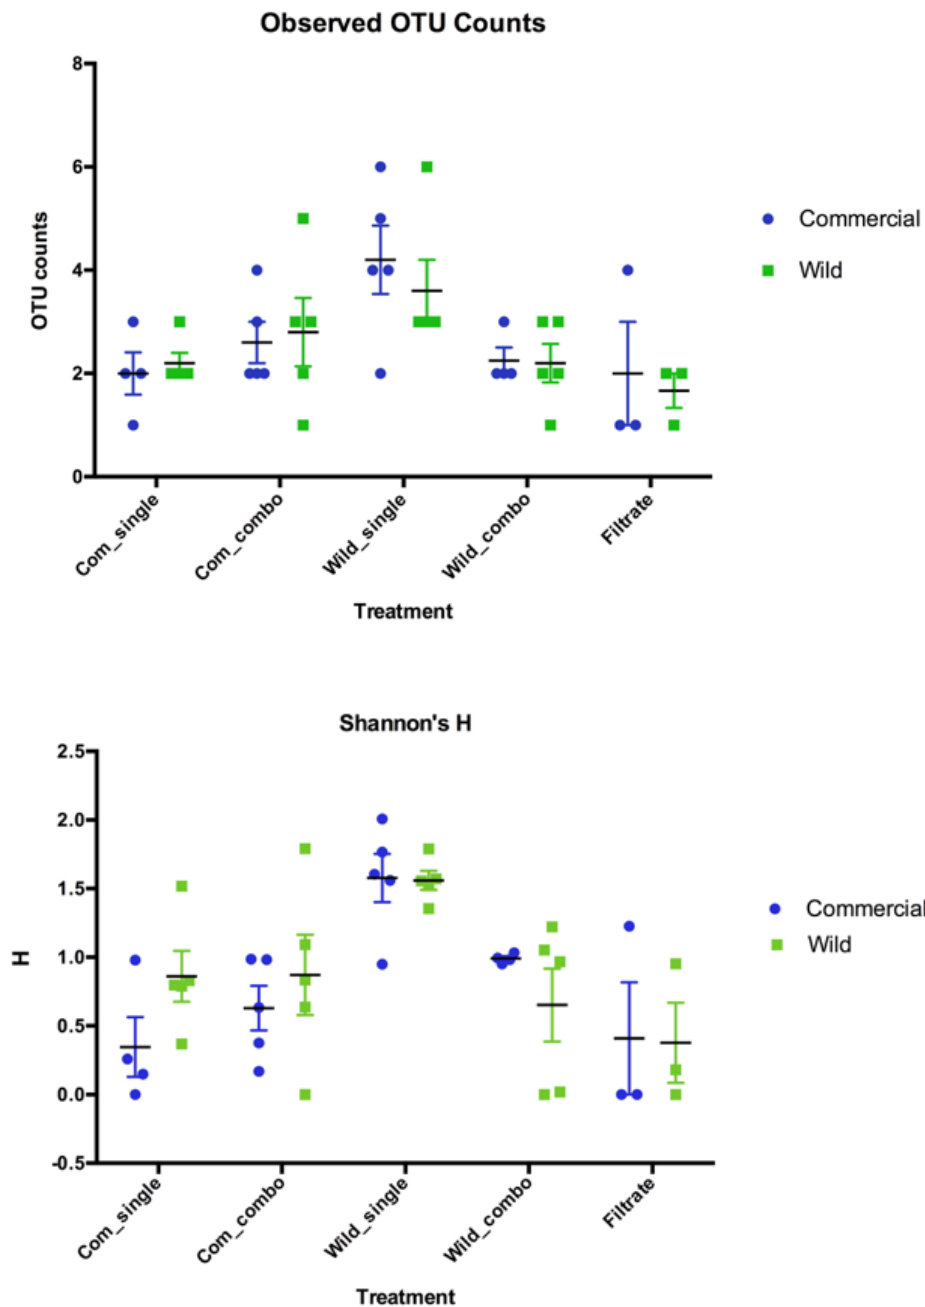 Observed OTU Counts
8
6
4
2
0
OTU counts
Commercial
Wild
Com_single
Com_combo
Wild_single
Wild_combo
Filtrate
Treatment
Shannon's H
2.5
2.0
1.5
1.0
0.5
0.0
-0.5
H
Commercial
Wild
Com_single
Com_combo
Wild_single
Wild_combo
Filtrate
Treatment